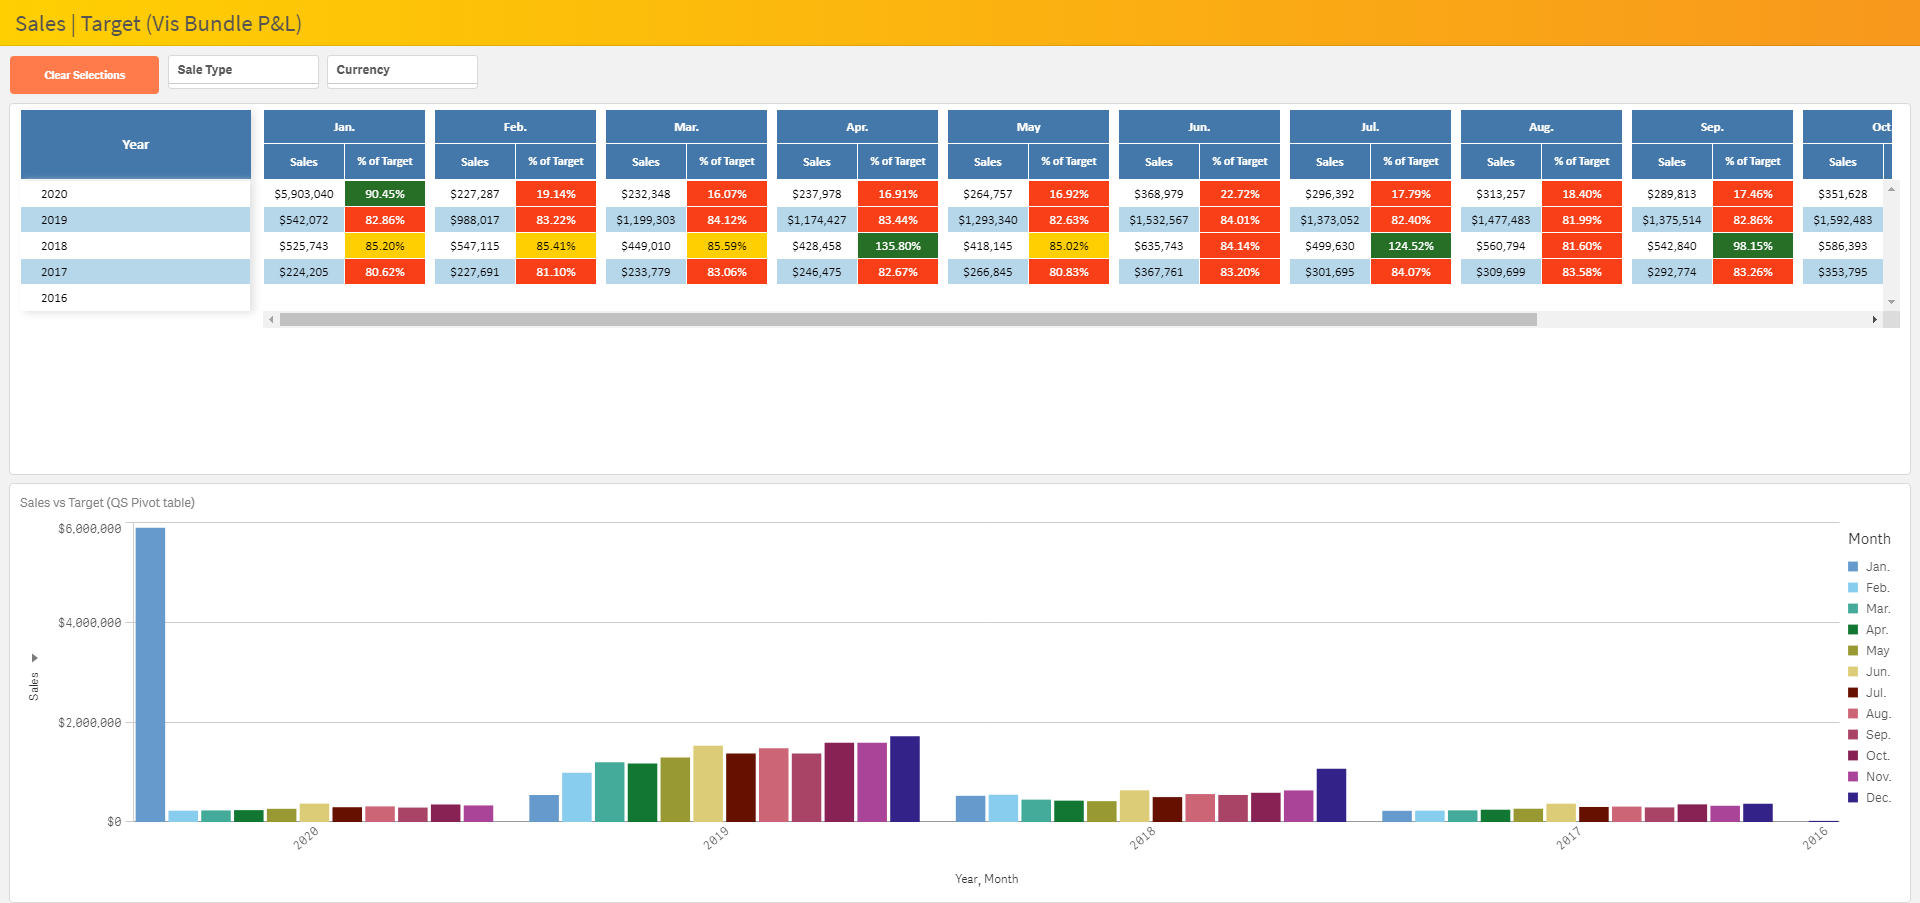 Sales | Target (Vis Bundle P&L)
Clear Selections Sale Type Currency
Year Jan. Feb. Mar. Apr. May Jun. Jul. Aug. Sep. Oct
Sales % of Target Sales % of Target Sales % of Target Sales % of Target Sales % of Target Sales % of Target Sales % of Target Sales % of Target Sales % of Target Sales
2020 $5,903,040 90.45% $227,287 19.14% $232,348 16.07% $237,978 16.91% $264,757 16.92% $368,979 22.72% $296,392 17.79% $313,257 18.40% $289,813 17.46% $351,628
2019 $542,072 82.86% $988,017 83.22% $1,199,303 84.12% $1,174,427 83.44% $1,293,340 82.63% $1,532,567 84.01% $1,373,052 82.40% $1,477,483 81.99% $1,375,514 82.86% $1,592,483
2018 $525,743 85.20% $547,115 85.41% $449,010 85.59% $428,458 135.80% $418,145 85.02% $635,743 84.14% $499,630 124.52% $560,794 81.60% $542,840 98.15% $586,393
2017 $224,205 80.62% $227,691 81.10% $233,779 83.06% $246,475 82.67% $266,845 80.83% $367,761 83.20% $301,695 84.07% $309,699 83.58% $292,774 83.26% $353,795
2016
Sales vs Target (QS Pivot table)
$6,000,000
$4,000,000
$2,000,000
$0
Sales
2020 2019 2018 2017 2016
Year, Month
Month
Jan.
Feb.
Mar.
Apr.
May
Jun.
Jul.
Aug.
Sep.
Oct.
Nov.
Dec.